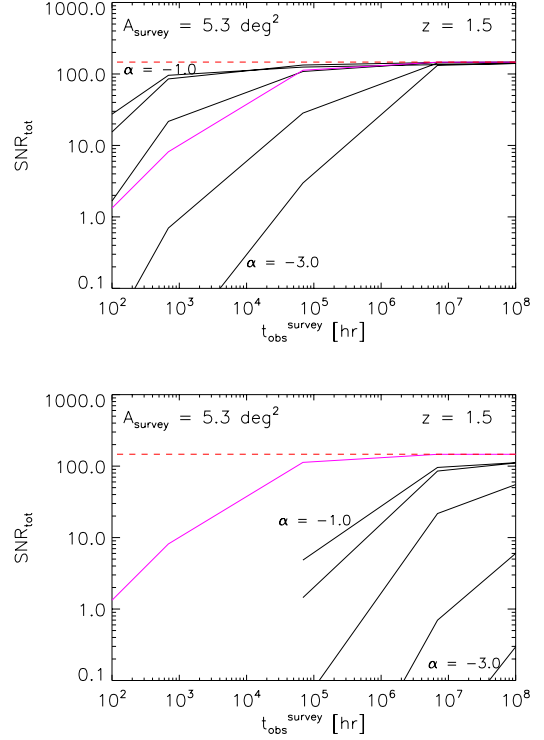 A_survey = 5.3 deg² z = 1.5
1000.0
100.0
10.0
1.0
0.1
SNR_tot
α = −1.0
α = −3.0
10² 10³ 10⁴ 10⁵ 10⁶ 10⁷ 10⁸
t_obs^survey [hr]
A_survey = 5.3 deg² z = 1.5
1000.0
100.0
10.0
1.0
0.1
SNR_tot
α = −1.0
α = −3.0
10² 10³ 10⁴ 10⁵ 10⁶ 10⁷ 10⁸
t_obs^survey [hr]